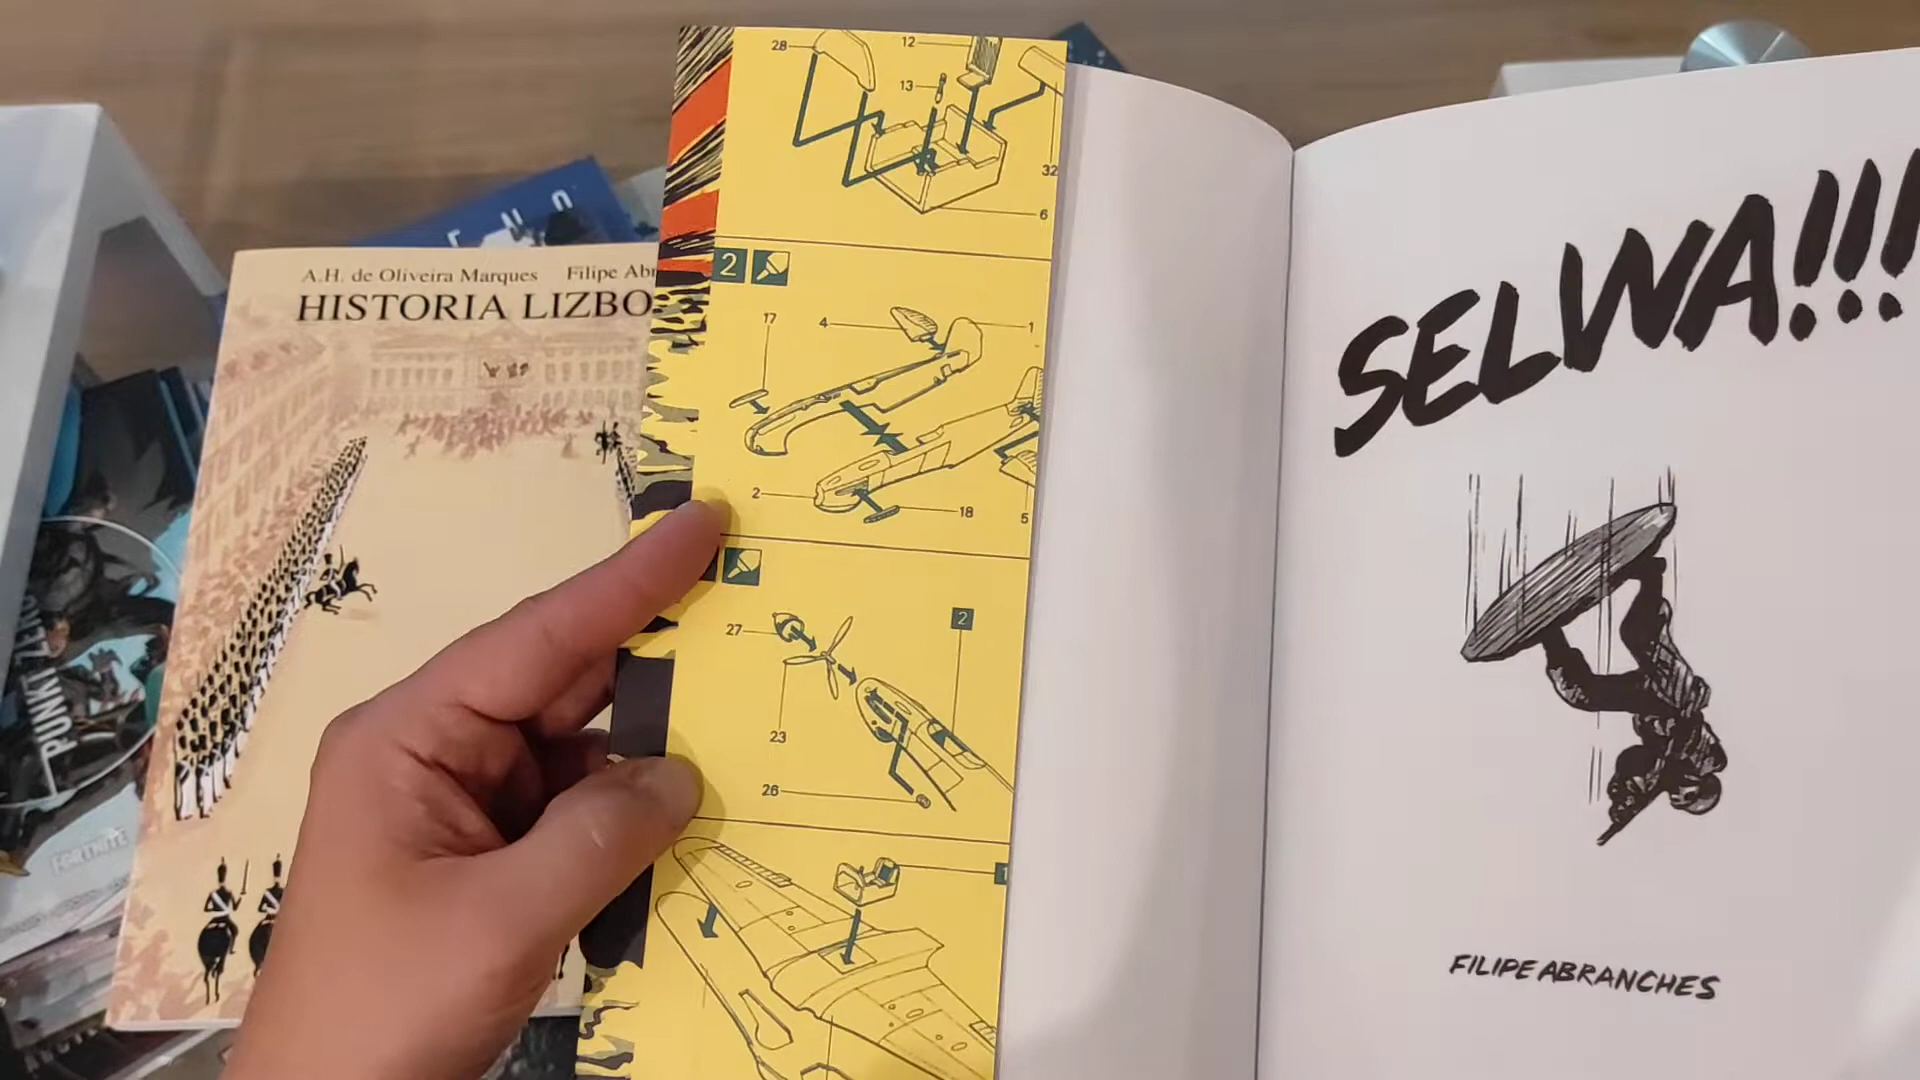 A.H. de Oliveira Marques Filipe Abr
HISTORIA LIZBO
PUNKT ZERO
FORTNITE
28
12
13
32
6
2
17
4
1
2
18
5
27
2
23
26
1
SELWA!!!
FILIPE ABRANCHES